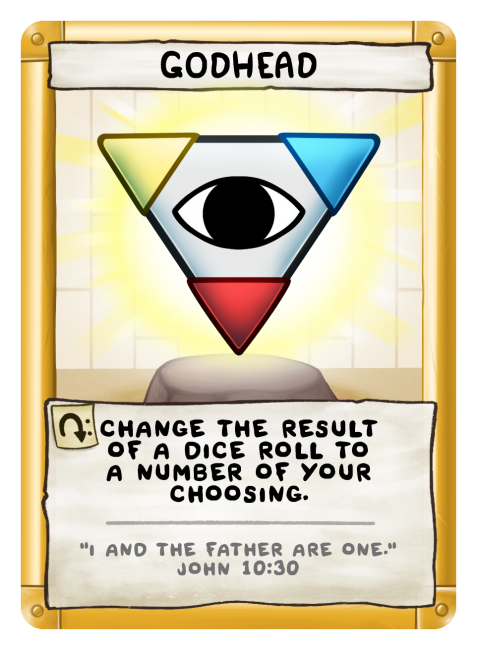 GODHEAD
: CHANGE THE RESULT
OF A DICE ROLL TO
A NUMBER OF YOUR
CHOOSING.
"I AND THE FATHER ARE ONE."
JOHN 10:30